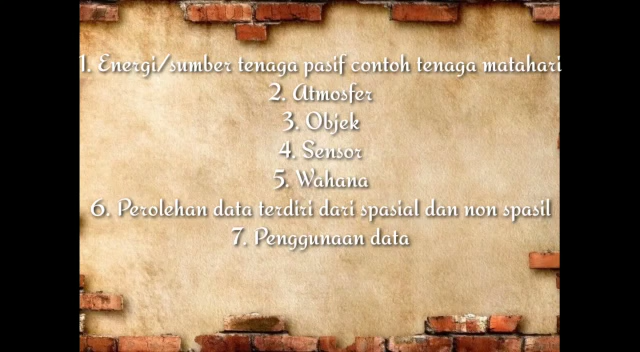 1. Energi/sumber tenaga pasif contoh tenaga matahari
2. Atmosfer
3. Objek
4. Sensor
5. Wahana
6. Perolehan data terdiri dari spasial dan non spasil
7. Penggunaan data